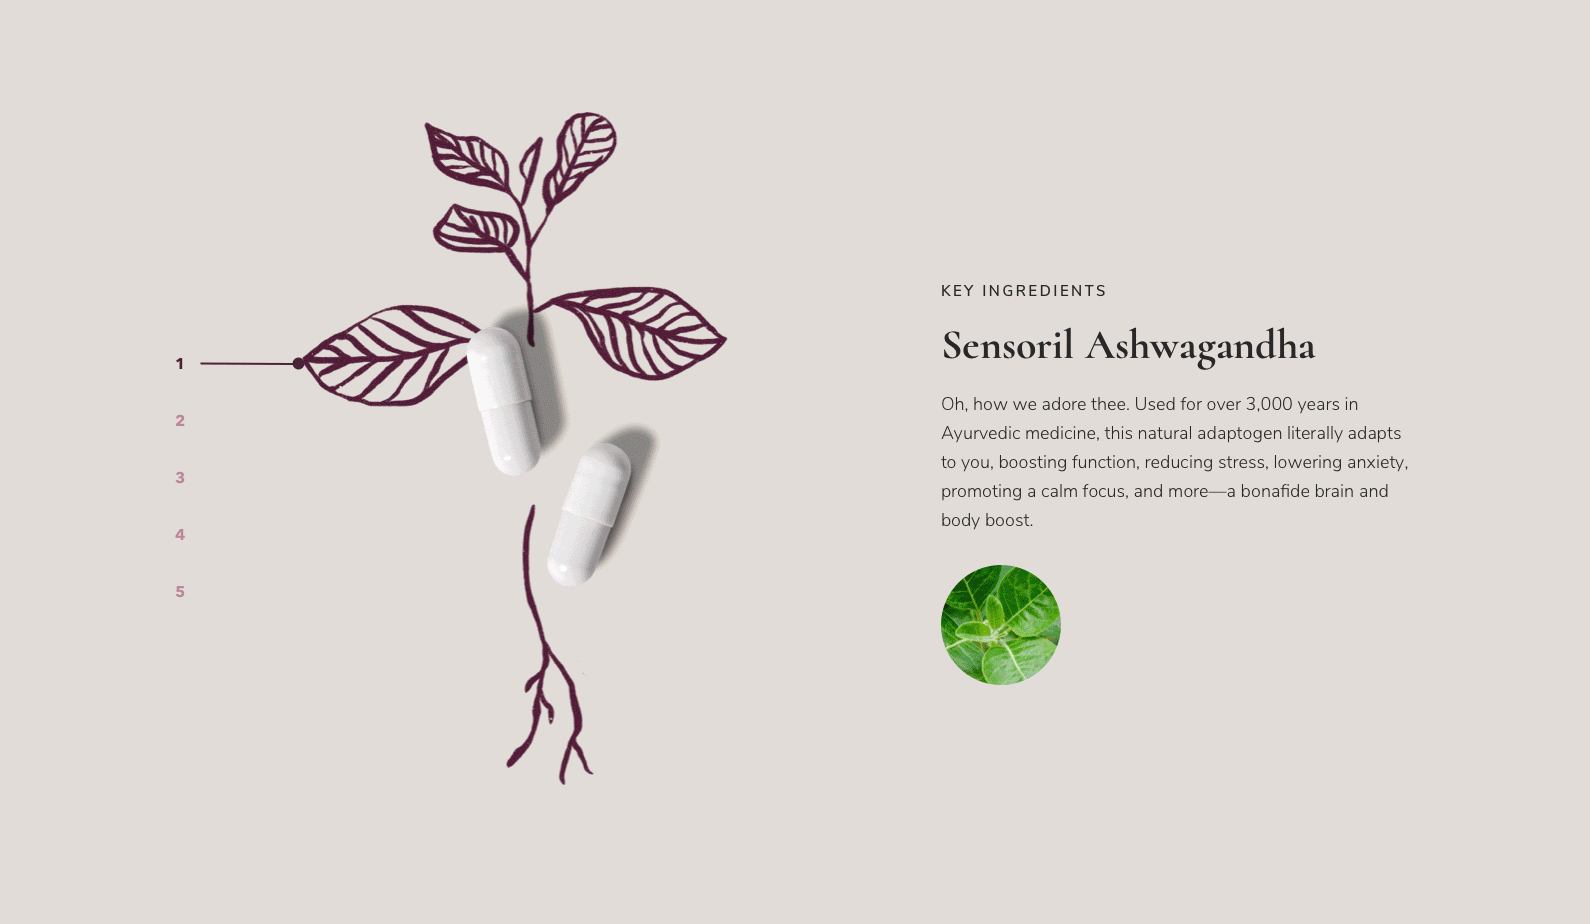 1
2
3
4
5
KEY INGREDIENTS
Sensoril Ashwagandha
Oh, how we adore thee. Used for over 3,000 years in
Ayurvedic medicine, this natural adaptogen literally adapts
to you, boosting function, reducing stress, lowering anxiety,
promoting a calm focus, and more—a bonafide brain and
body boost.